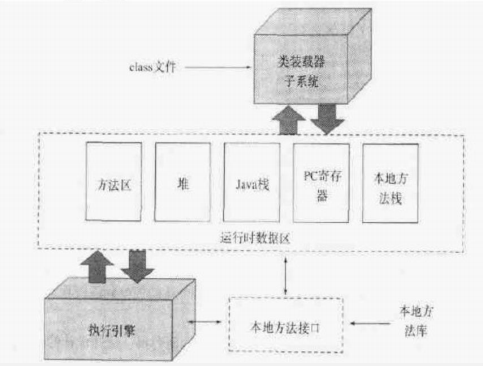 class文件
类装载器
子系统
方法区
堆
Java栈
PC寄存
器
本地方
法栈
运行时数据区
执行引擎
本地方法接口
本地方
法库